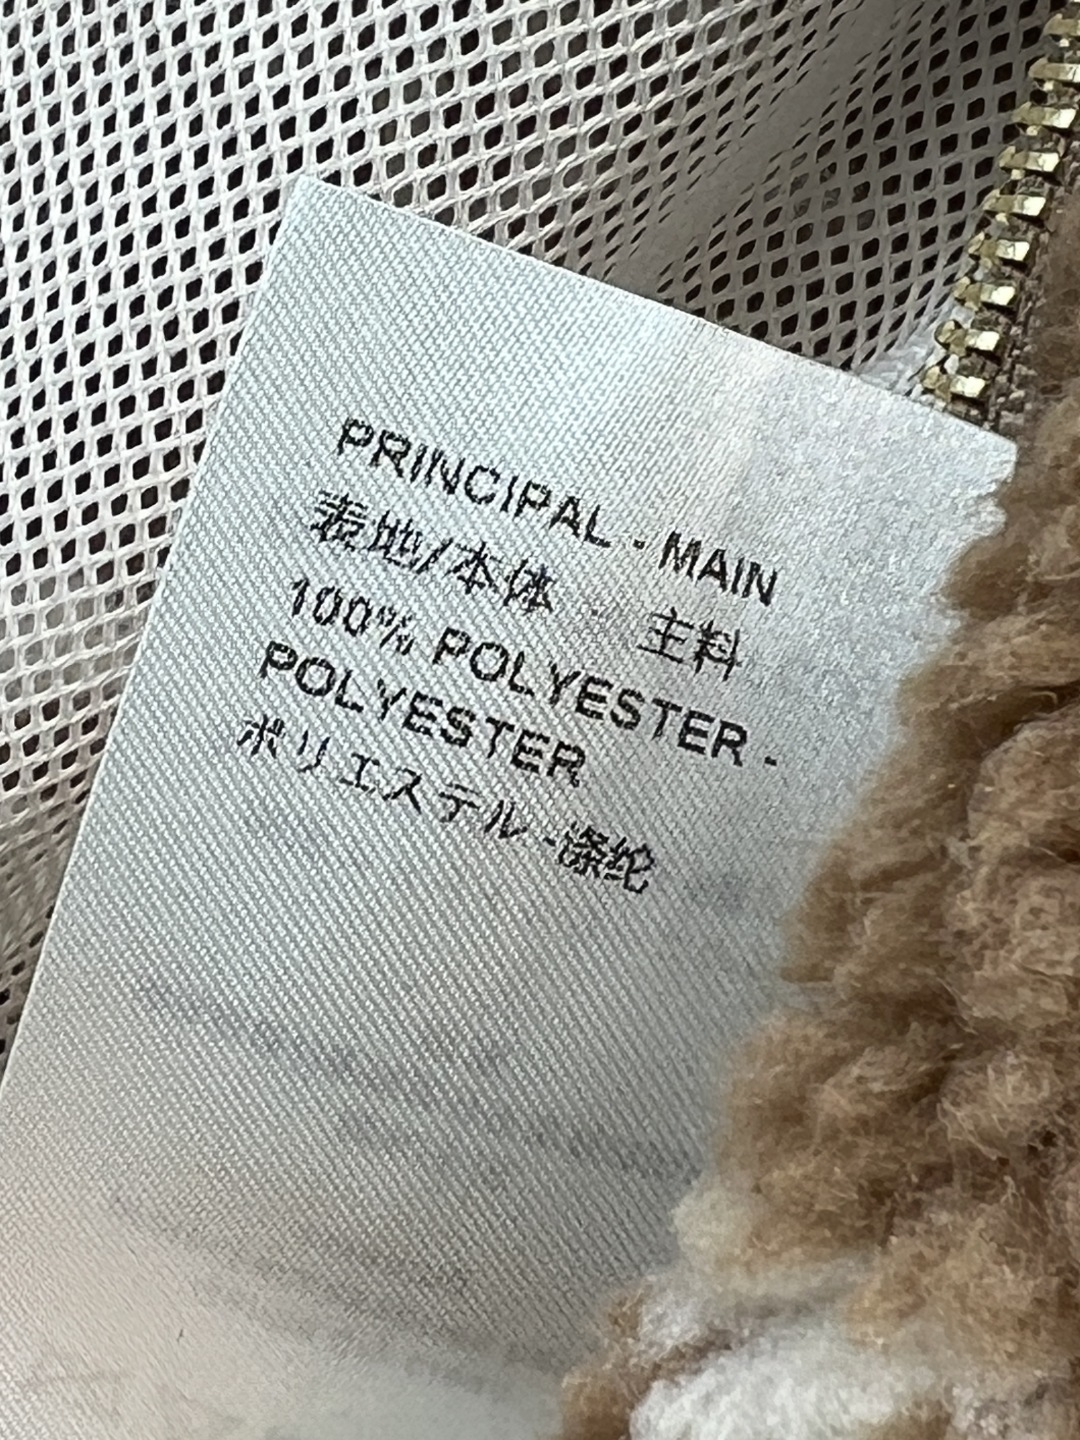 PRINCIPAL - MAIN
表地/本体 - 主料
100% POLYESTER -
POLYESTER
ポリエステル -涤纶